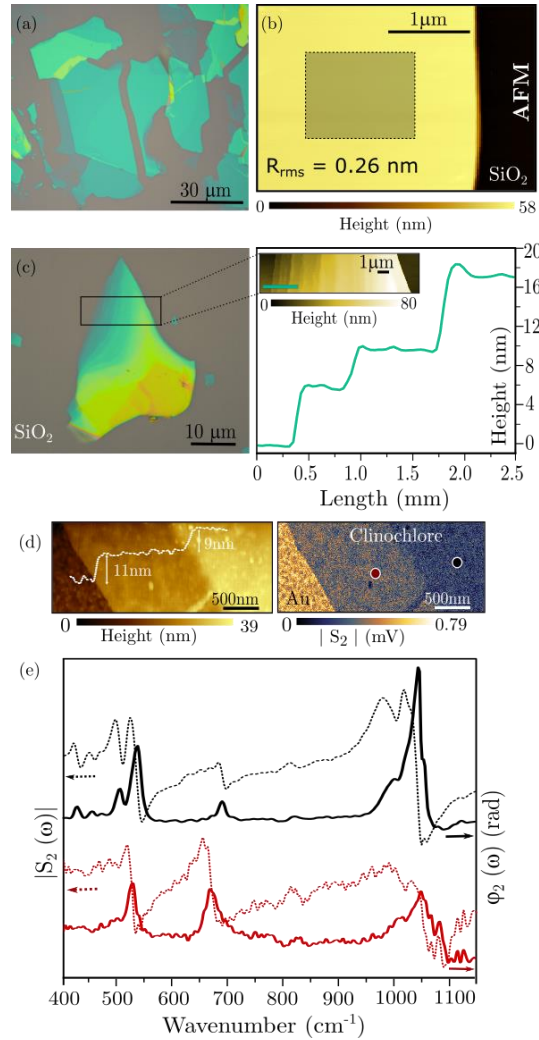 (a)
30 μm
(b)
1μm
AFM
R_rms = 0.26 nm
SiO₂
0 58
Height (nm)
(c)
SiO₂
10 μm
1μm
0 80
Height (nm)
20
16
12
8
4
0
Height (nm)
0 0.5 1.0 1.5 2.0 2.5
Length (mm)
(d)
11nm
9nm
500nm
0 39
Height (nm)
Clinochlore
Au
500nm
0 0.79
| S₂ | (mV)
(e)
|S₂ (ω)|
φ₂ (ω) (rad)
400 500 600 700 800 900 1000 1100
Wavenumber (cm⁻¹)